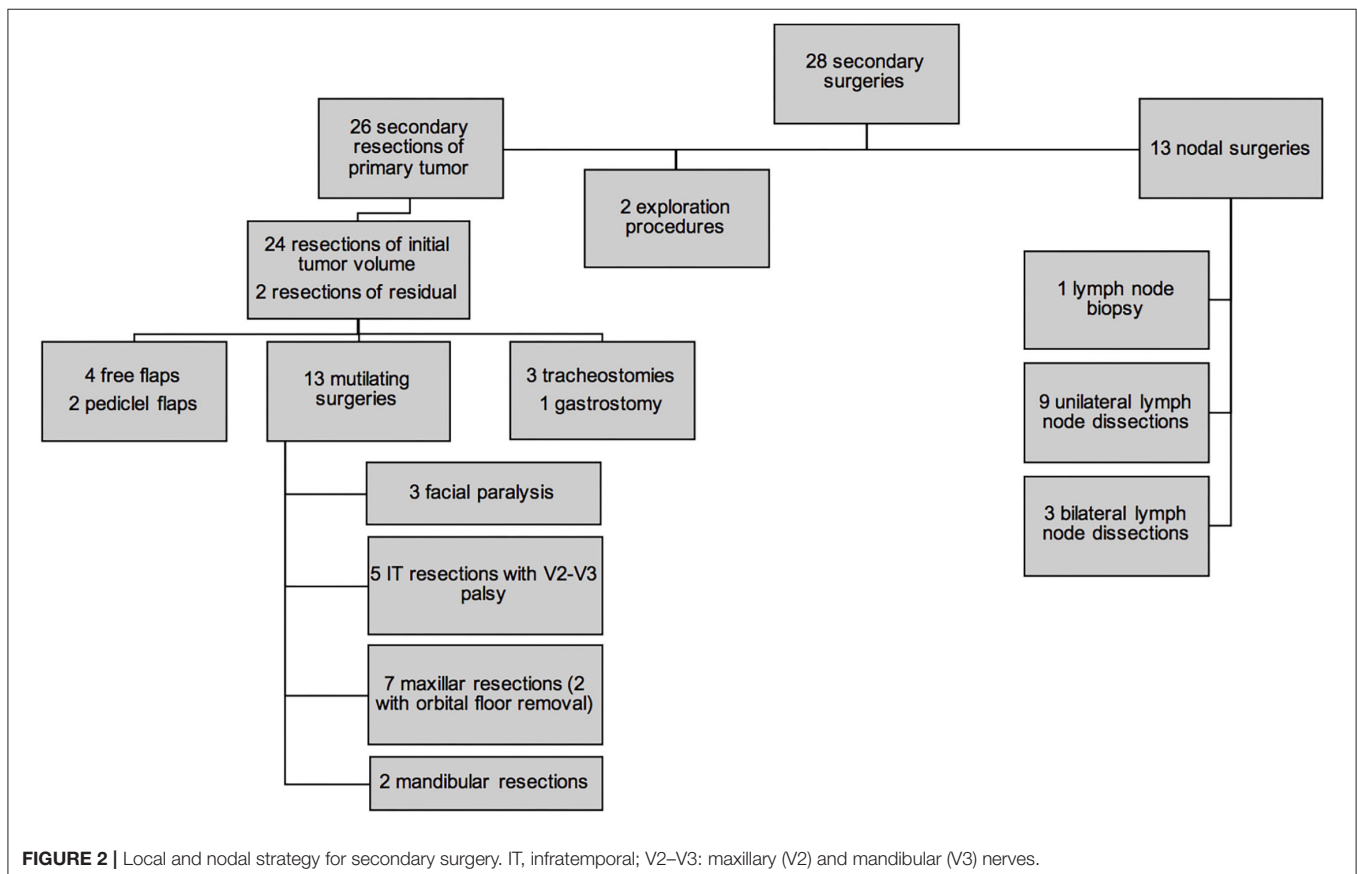 28 secondary
surgeries
26 secondary
resections of
primary tumor
2 exploration
procedures
13 nodal surgeries
24 resections of initial
tumor volume
2 resections of residual
4 free flaps
2 pediclel flaps
13 mutilating
surgeries
3 tracheostomies
1 gastrostomy
3 facial paralysis
5 IT resections with V2-V3
palsy
7 maxillar resections (2
with orbital floor removal)
2 mandibular resections
1 lymph node
biopsy
9 unilateral lymph
node dissections
3 bilateral lymph
node dissections
FIGURE 2 | Local and nodal strategy for secondary surgery. IT, infratemporal; V2–V3: maxillary (V2) and mandibular (V3) nerves.